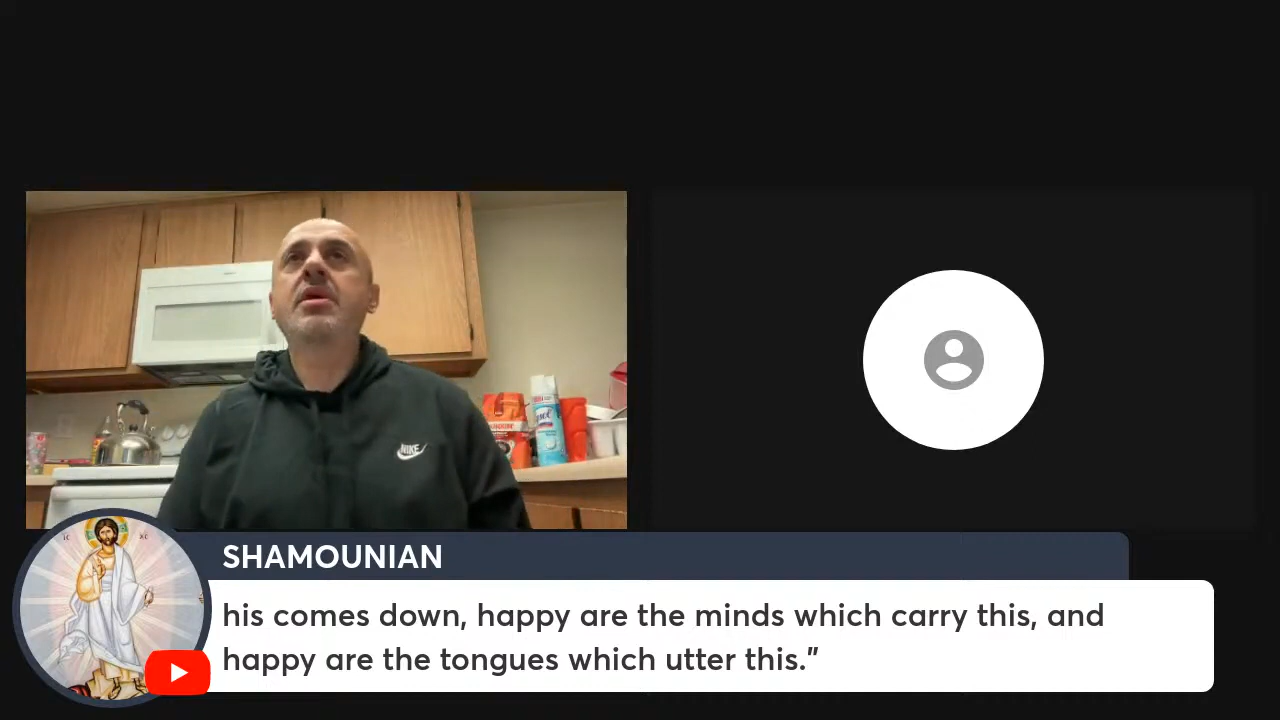 NIKE
SHAMOUNIAN
his comes down, happy are the minds which carry this, and
happy are the tongues which utter this.”